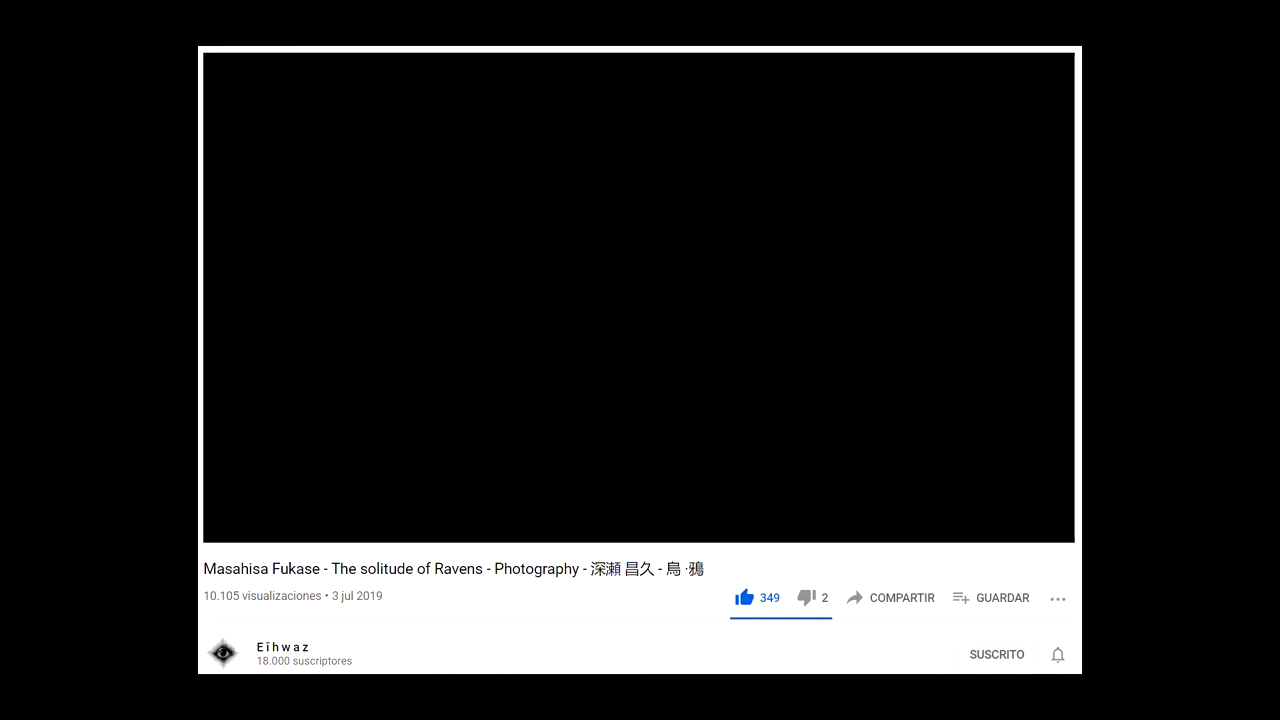 Masahisa Fukase - The solitude of Ravens - Photography - 深瀬 昌久 - 鳥 ·鴉
10.105 visualizaciones • 3 jul 2019
349 2 COMPARTIR GUARDAR
E ī h w a z
18.000 suscriptores
SUSCRITO